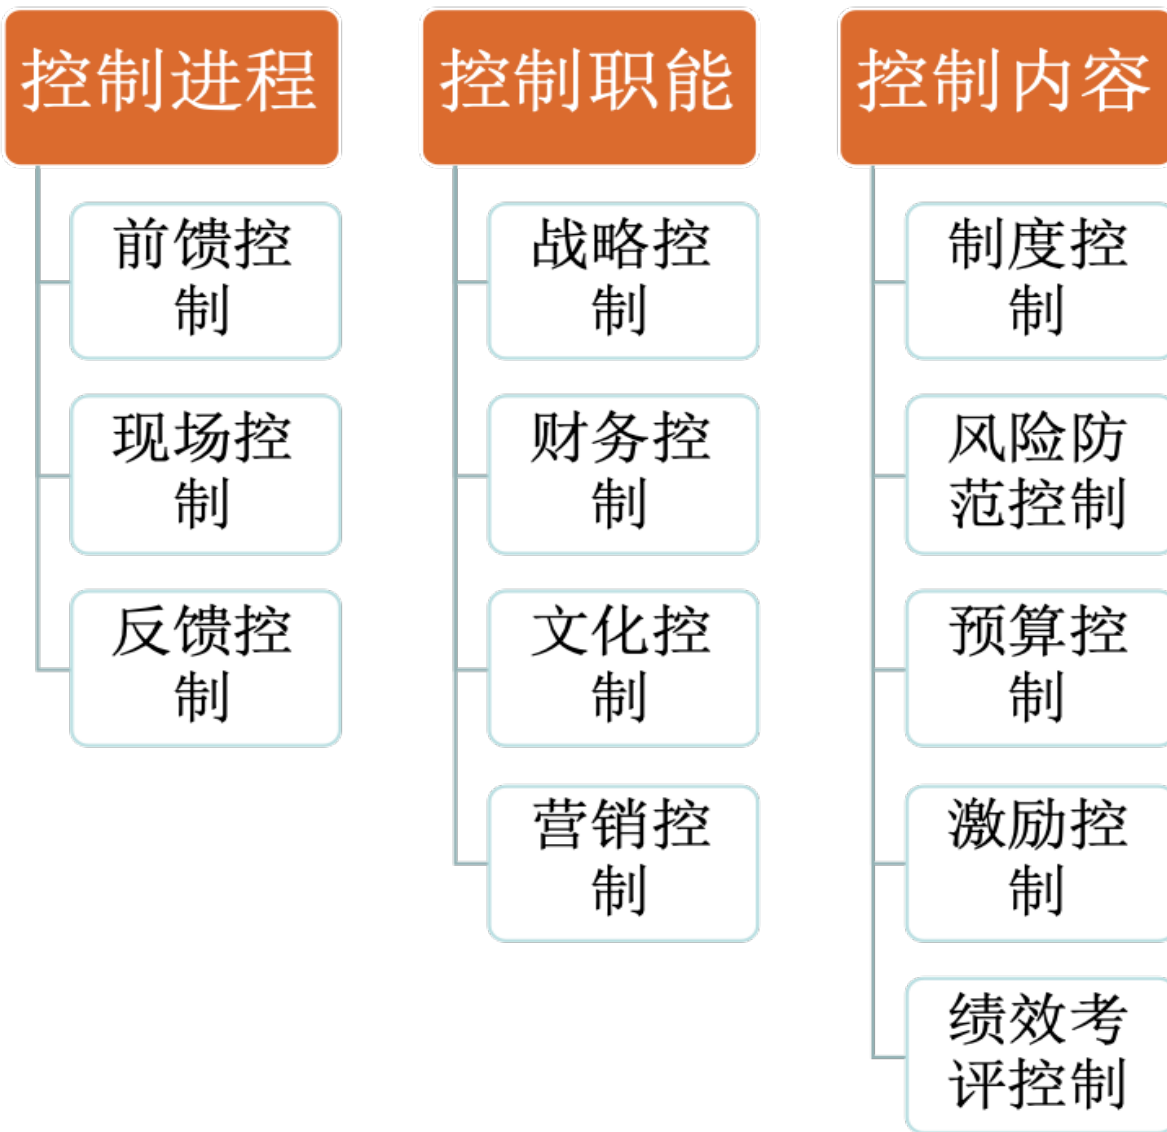 控制进程
前馈控
制
现场控
制
反馈控
制
控制职能
战略控
制
财务控
制
文化控
制
营销控
制
控制内容
制度控
制
风险防
范控制
预算控
制
激励控
制
绩效考
评控制